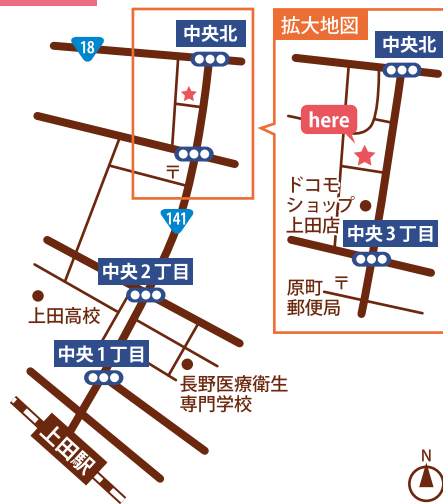 18
中央北
141
〒
中央2丁目
上田高校
中央1丁目
長野医療衛生
専門学校
上田駅
拡大地図
中央北
here
ドコモ
ショップ
上田店
中央3丁目
原町
郵便局
〒
N